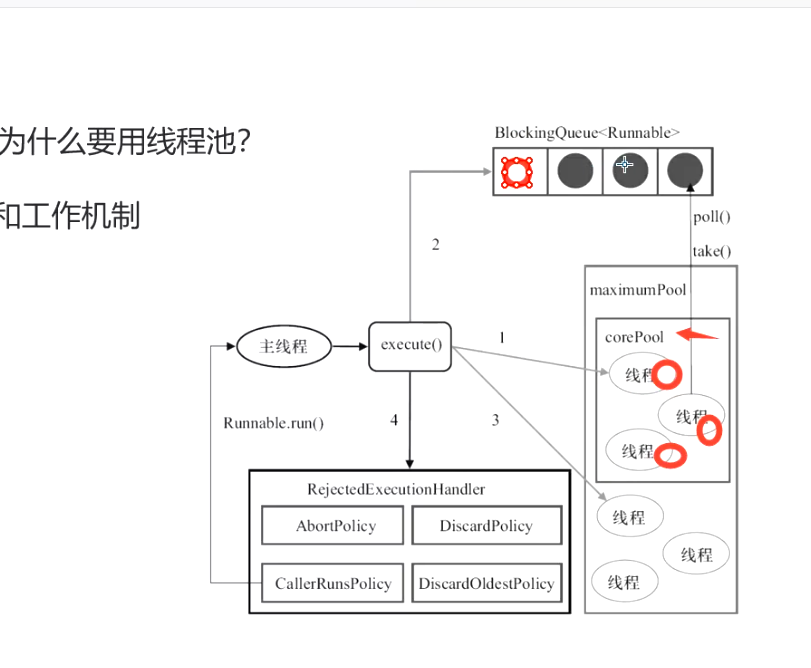 为什么要用线程池？
和工作机制
BlockingQueue<Runnable>
poll()
take()
2
maximumPool
corePool
主线程
execute()
1
线程
线程
线程
Runnable.run()
4
3
RejectedExecutionHandler
AbortPolicy
DiscardPolicy
CallerRunsPolicy
DiscardOldestPolicy
线程
线程
线程